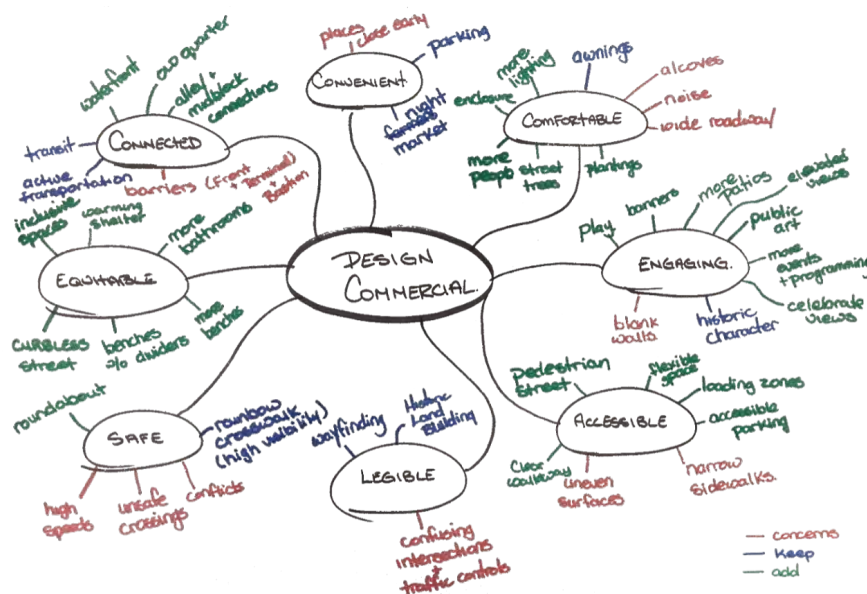 places
close early
CONVENIENT
parking
night
farmers
market
more
lighting
awnings
alcoves
noise
wide roadway
enclosure
COMFORTABLE
more
peopl
street
trees
plantings
waterfront
old quarter
alley +
midblock
connections
CONNECTED
transit
active
transportation
barriers (Front
+ Terminal)
+ Bastion
inclusive
spaces
warming
shelter
more
bathrooms
EQUITABLE
CURBLESS
street
benches
w/o dividers
more
benches
DESIGN
COMMERCIAL.
play
banners
more patios
elevated
views
public
art
ENGAGING.
more
events
+ programming
celebrate
views
blank
walls
historic
character
roundabout
SAFE
rounbow
crosswalk
(high visibility)
high
speeds
unsafe
crossings
conflicts
wayfinding
Historic
Land
Building
LEGIBLE
confusing
intersections
+
traffic controls
pedestrian
street
flexible
space
loading zones
ACCESSIBLE
accessible
parking
clear
walkway
uneven
surfaces
narrow
sidewalks.
concerns
keep
add